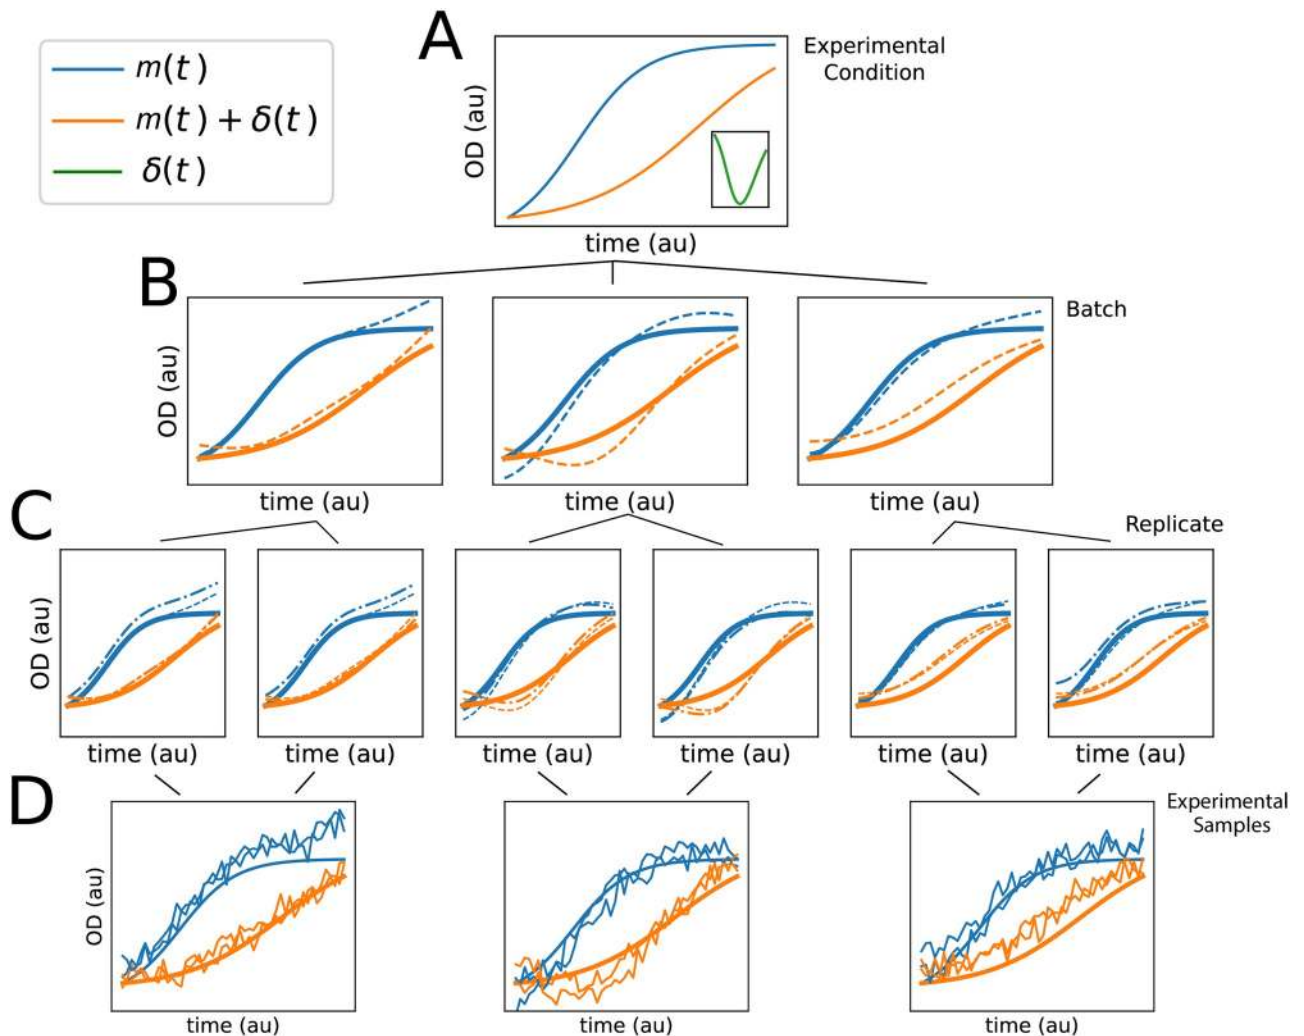 A
m(t)
m(t) + δ(t)
δ(t)
Experimental
Condition
OD (au)
time (au)
B
Batch
OD (au)
time (au)
time (au)
time (au)
C
Replicate
OD (au)
time (au)
time (au)
time (au)
time (au)
time (au)
time (au)
D
Experimental
Samples
OD (au)
time (au)
time (au)
time (au)